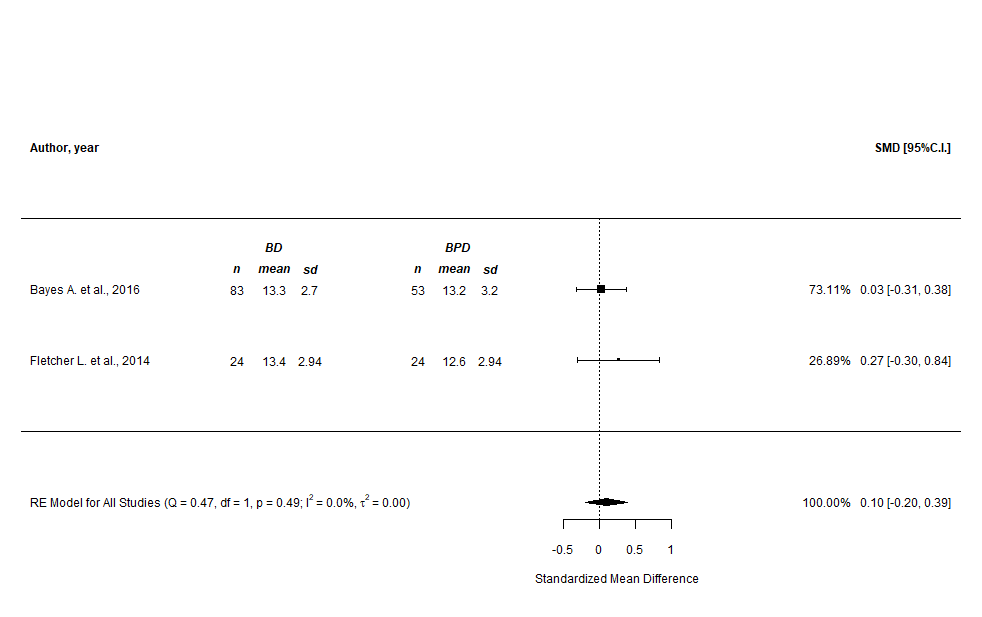 Author, year SMD [95%C.I.]
BD BPD
n mean sd n mean sd
Bayes A. et al., 2016 83 13.3 2.7 53 13.2 3.2 73.11% 0.03 [-0.31, 0.38]
Fletcher L. et al., 2014 24 13.4 2.94 24 12.6 2.94 26.89% 0.27 [-0.30, 0.84]
RE Model for All Studies (Q = 0.47, df = 1, p = 0.49; I² = 0.0%, τ² = 0.00) 100.00% 0.10 [-0.20, 0.39]
-0.5 0 0.5 1
Standardized Mean Difference